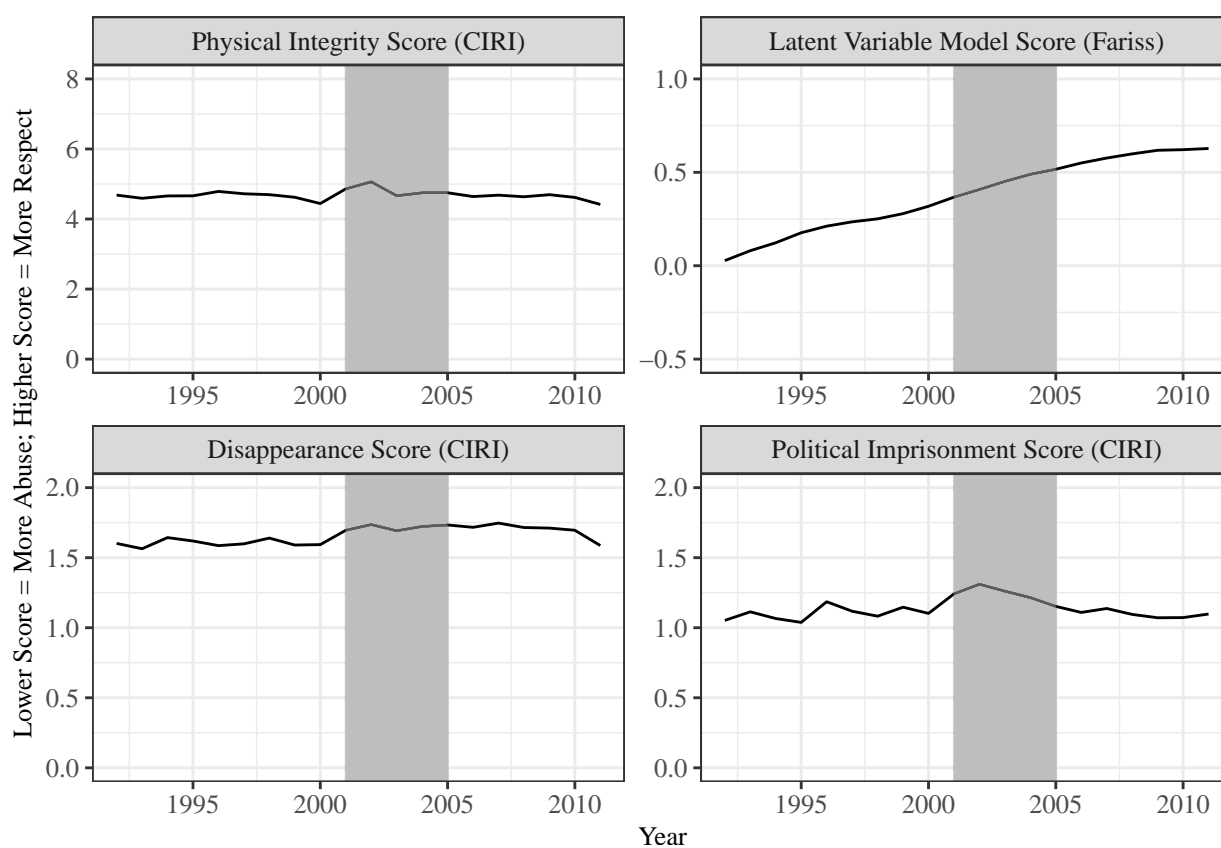 Physical Integrity Score (CIRI)
Latent Variable Model Score (Fariss)
8
6
4
2
0
1995 2000 2005 2010
1.0
0.5
0.0
−0.5
1995 2000 2005 2010
Disappearance Score (CIRI)
Political Imprisonment Score (CIRI)
2.0
1.5
1.0
0.5
0.0
1995 2000 2005 2010
2.0
1.5
1.0
0.5
0.0
1995 2000 2005 2010
Lower Score = More Abuse; Higher Score = More Respect
Year